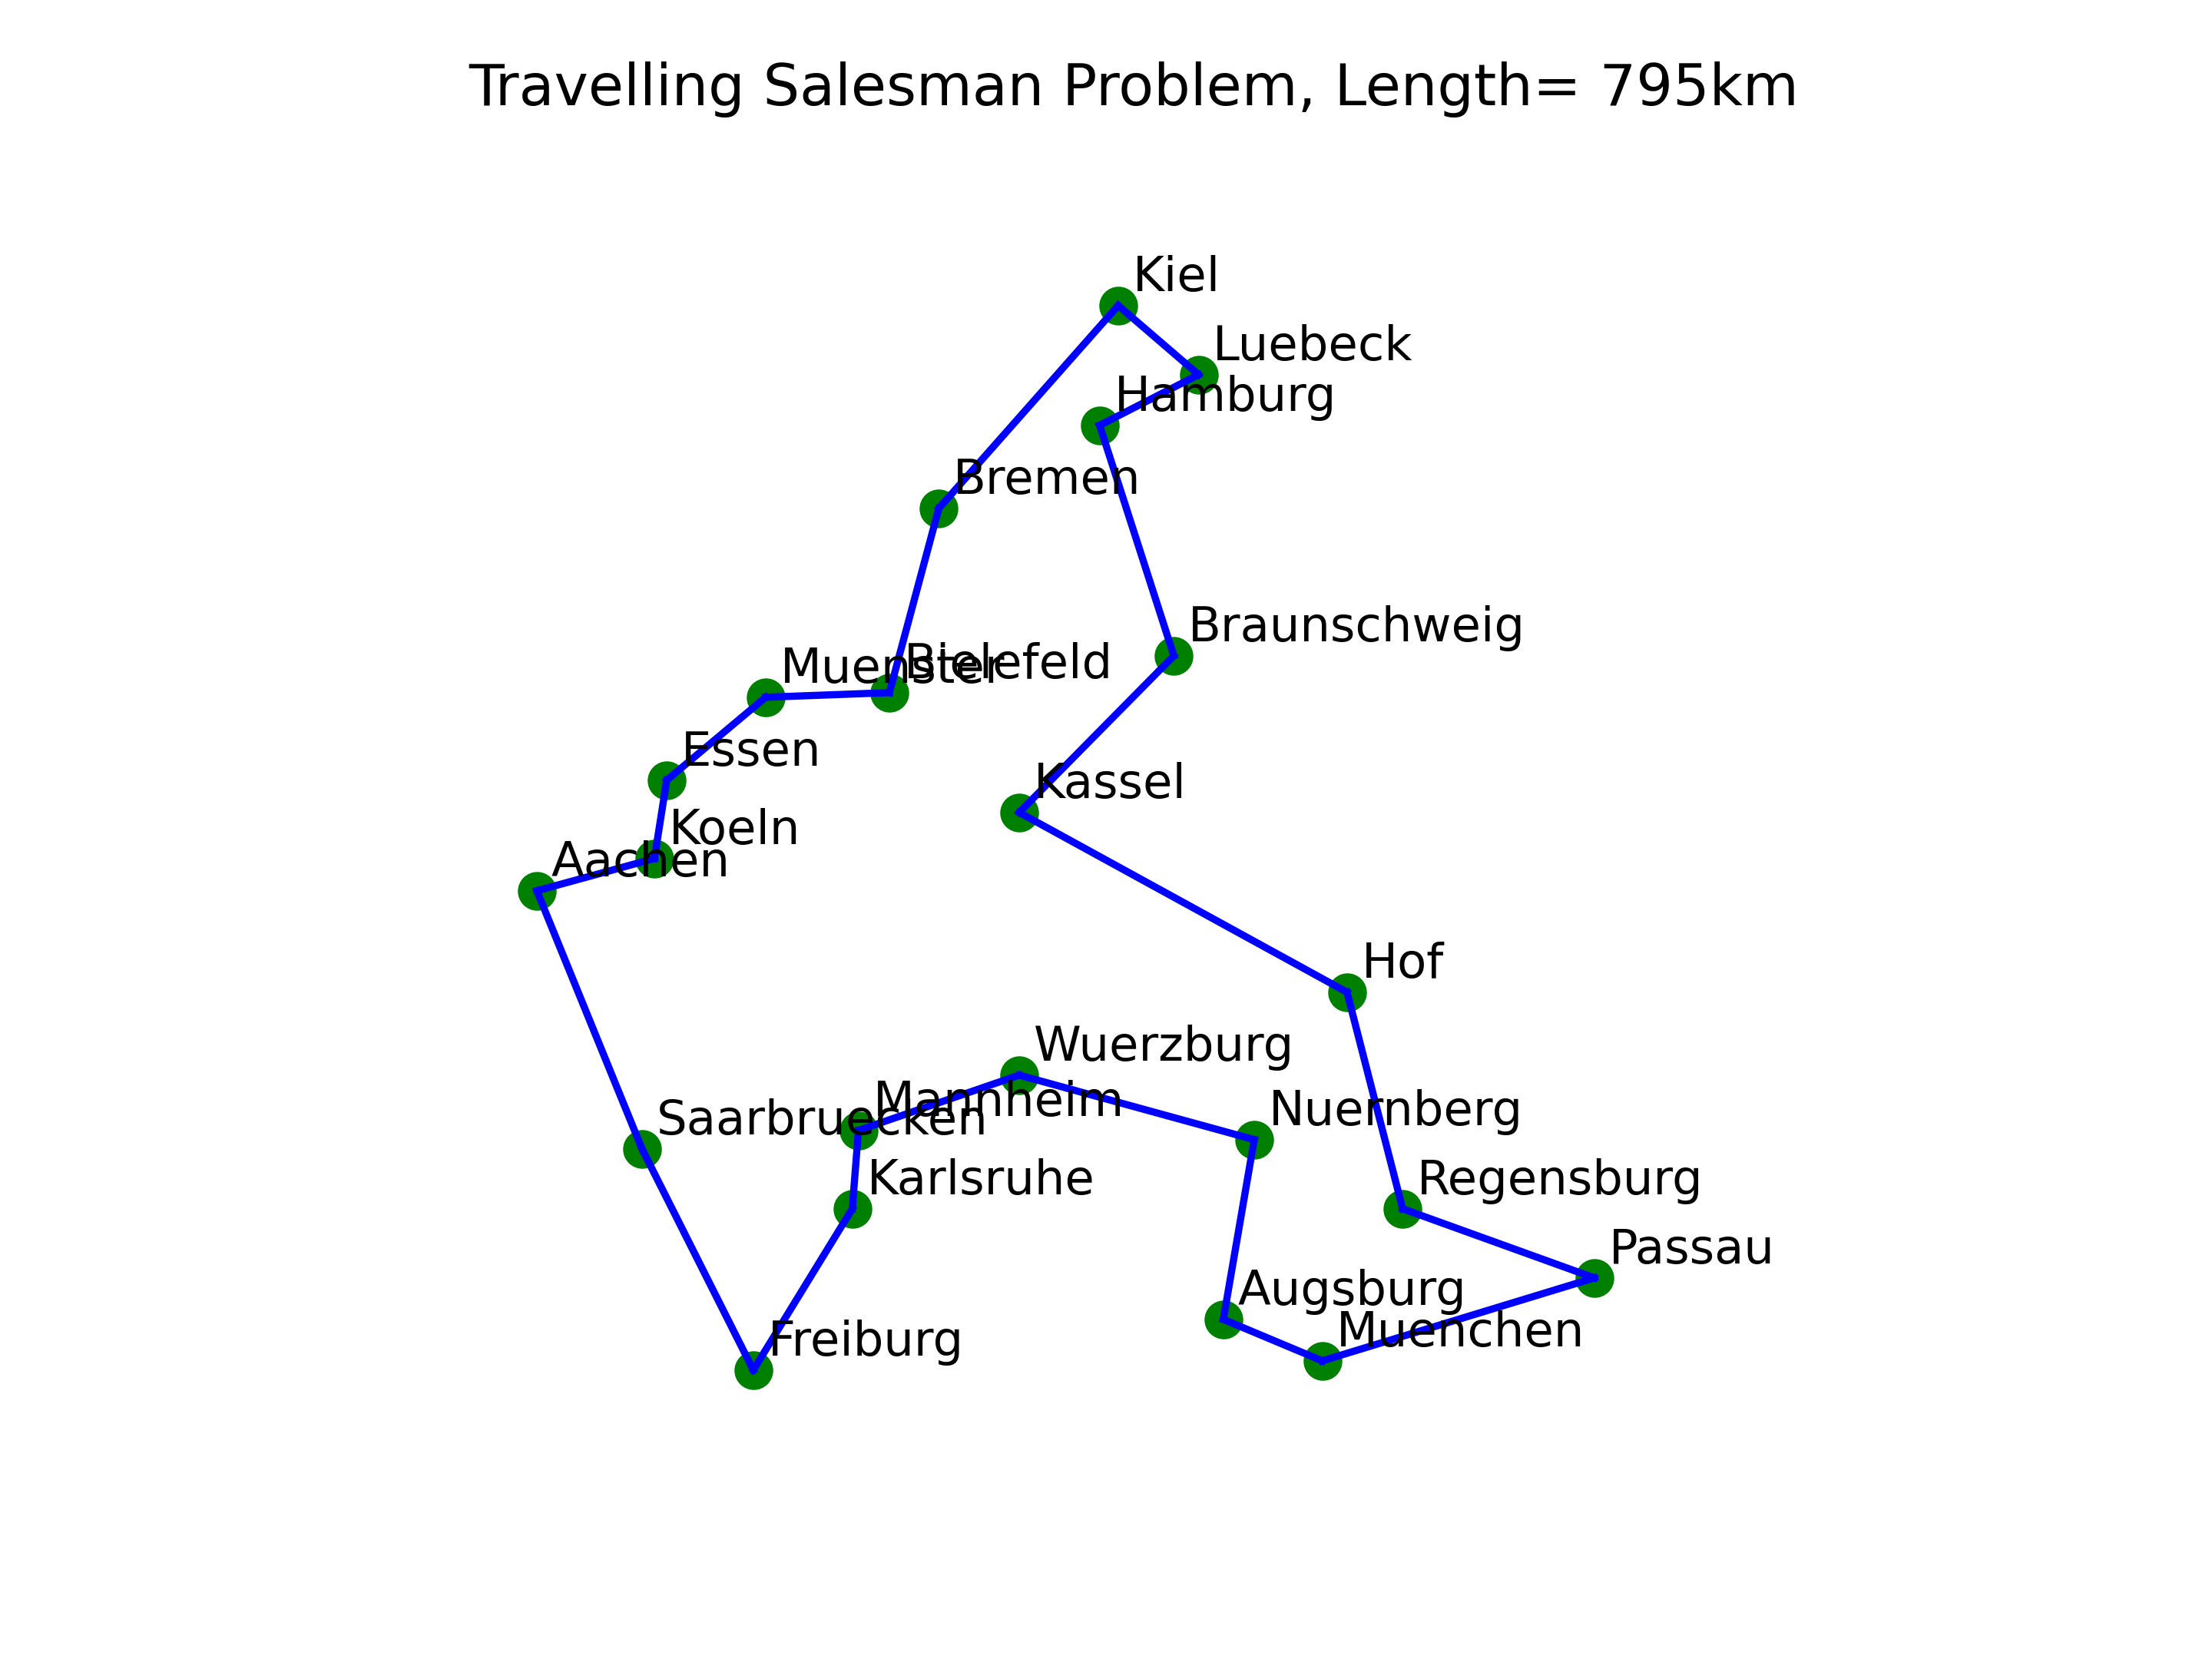 Travelling Salesman Problem, Length= 795km
Kiel
Luebeck
Hamburg
Bremen
Braunschweig
Muenster
Bielefeld
Essen
Kassel
Koeln
Aachen
Hof
Wuerzburg
Mannheim
Nuernberg
Saarbruecken
Karlsruhe
Regensburg
Passau
Augsburg
Muenchen
Freiburg